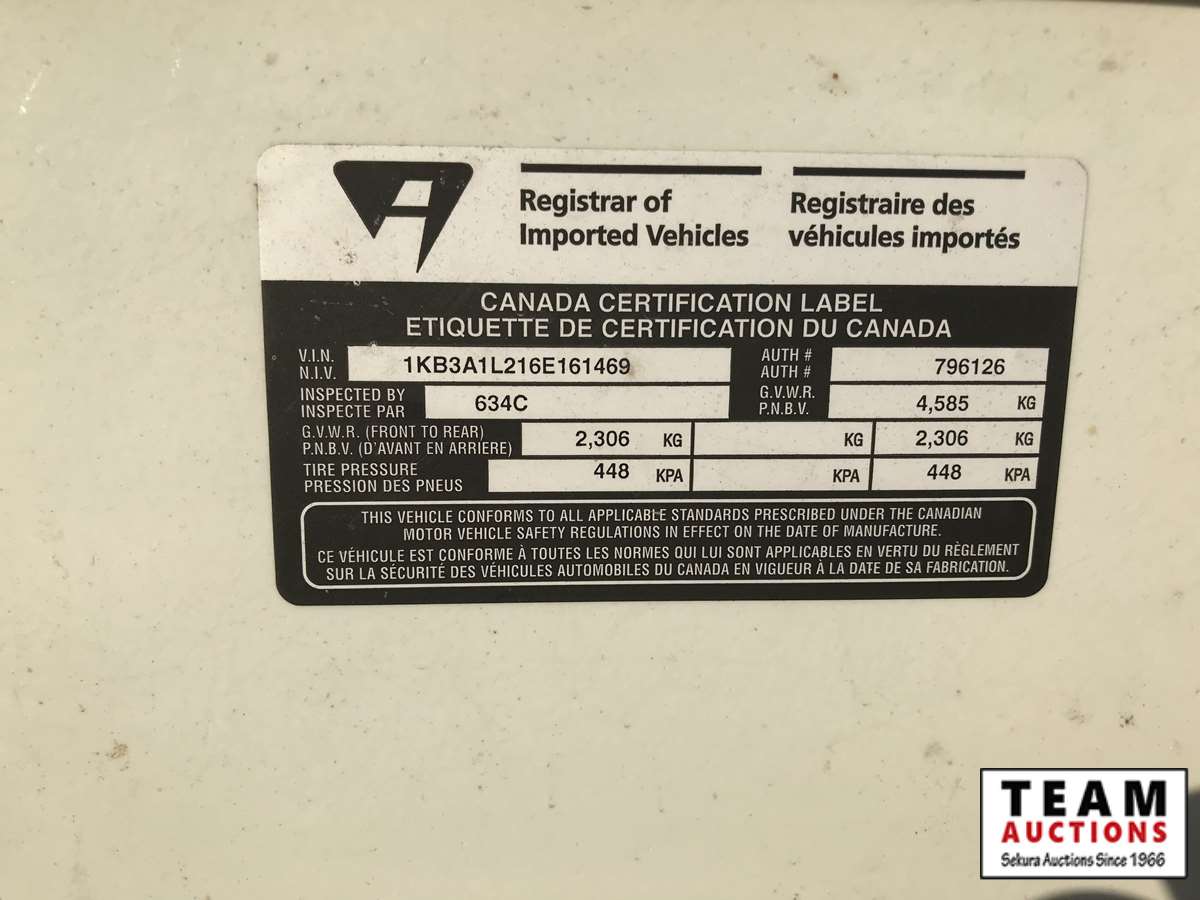 Registrar of Registraire des
Imported Vehicles véhicules importés
CANADA CERTIFICATION LABEL
ETIQUETTE DE CERTIFICATION DU CANADA
V.I.N. 1KB3A1L216E161469 AUTH # 796126
N.I.V. AUTH #
INSPECTED BY 634C G.V.W.R. 4,585 KG
INSPECTE PAR P.N.B.V.
G.V.W.R. (FRONT TO REAR) 2,306 KG KG 2,306 KG
P.N.B.V. (D'AVANT EN ARRIÈRE)
TIRE PRESSURE 448 KPA KPA 448 KPA
PRESSION DES PNEUS
THIS VEHICLE CONFORMS TO ALL APPLICABLE STANDARDS PRESCRIBED UNDER THE CANADIAN
MOTOR VEHICLE SAFETY REGULATIONS IN EFFECT ON THE DATE OF MANUFACTURE.
CE VÉHICULE EST CONFORME À TOUTES LES NORMES QUI LUI SONT APPLICABLES EN VERTU DU RÈGLEMENT
SUR LA SÉCURITÉ DES VÉHICULES AUTOMOBILES DU CANADA EN VIGUEUR À LA DATE DE SA FABRICATION.
TEAM
AUCTIONS
Sekura Auctions Since 1966